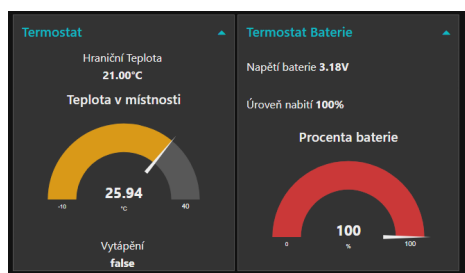 Termostat
Hraniční Teplota
21.00°C
Teplota v místnosti
25.94
°C
-10
40
Vytápění
false
Termostat Baterie
Napětí baterie 3.18V
Úroveň nabití 100%
Procenta baterie
100
%
0
100